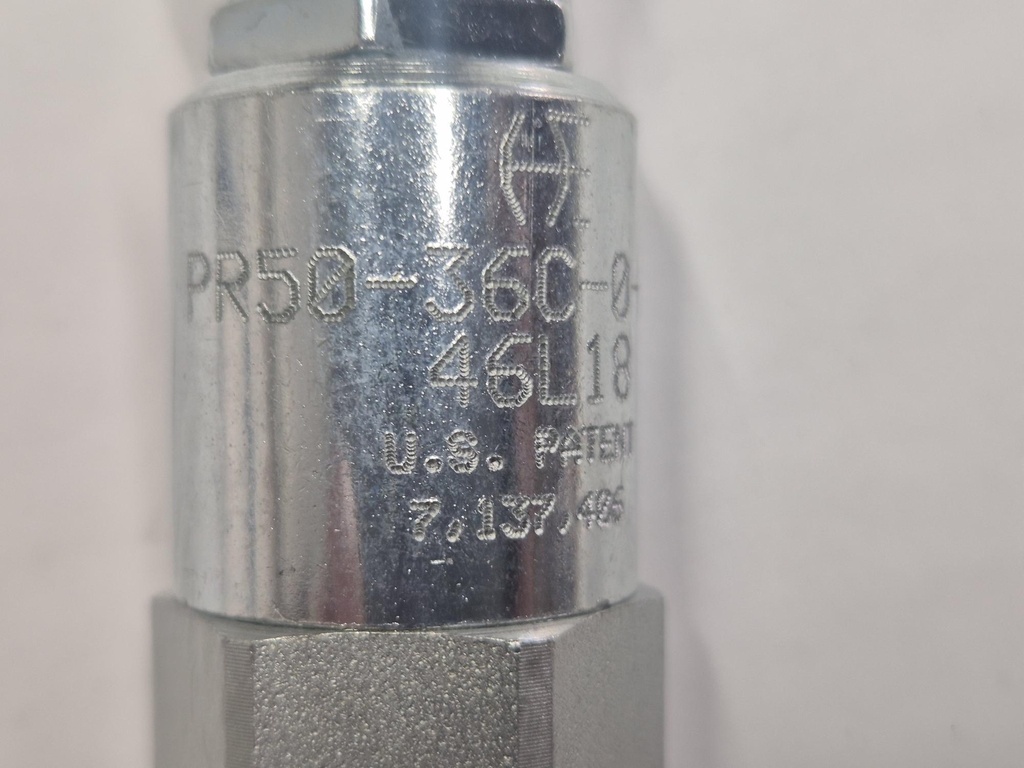 PR50-36C-0-
46L18
U.S. PATENT
7,137,406